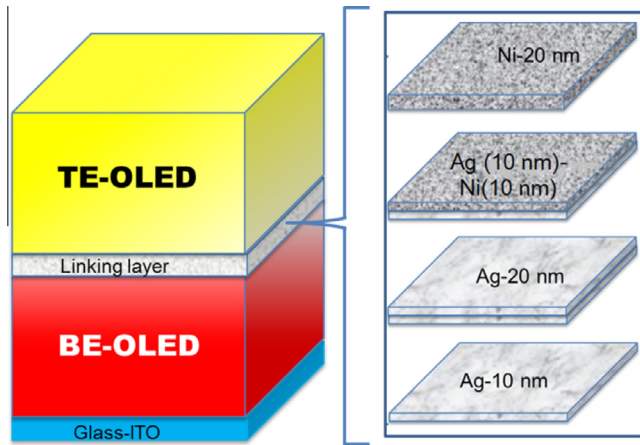 TE-OLED
Linking layer
BE-OLED
Glass-ITO
Ni-20 nm
Ag (10 nm)-
Ni(10 nm)
Ag-20 nm
Ag-10 nm